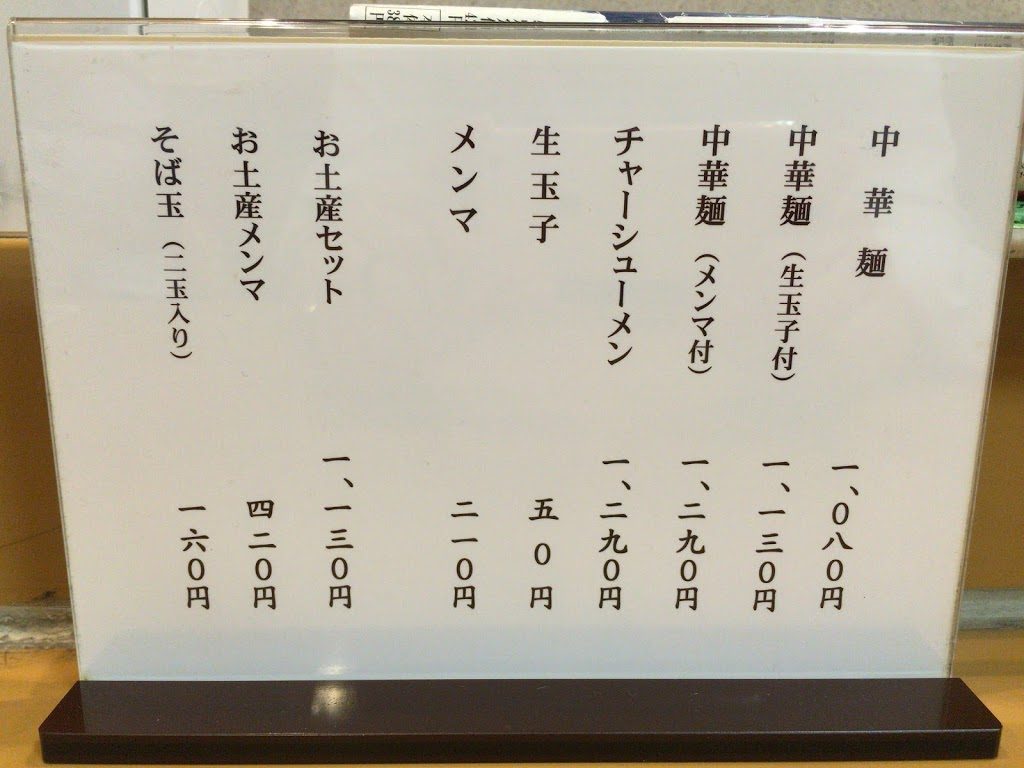 中華麺 一、〇八〇円
中華麺（生玉子付） 一、一三〇円
中華麺（メンマ付） 一、二九〇円
チャーシューメン 一、二九〇円
生玉子 五〇円
メンマ 二一〇円
お土産セット 一、一三〇円
お土産メンマ 四二〇円
そば玉（二玉入り） 一六〇円